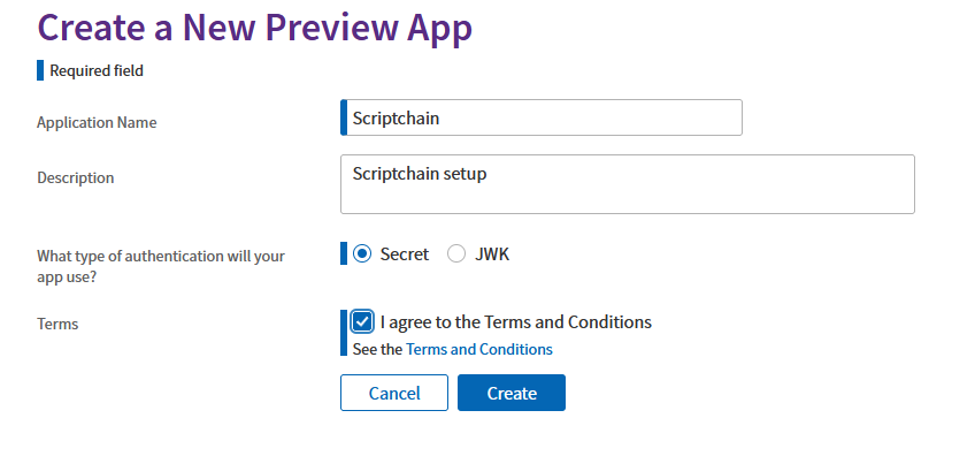 Create a New Preview App
Required field
Application Name
Scriptchain
Description
Scriptchain setup
What type of authentication will your
app use?
Secret
JWK
Terms
I agree to the Terms and Conditions
See the Terms and Conditions
Cancel
Create